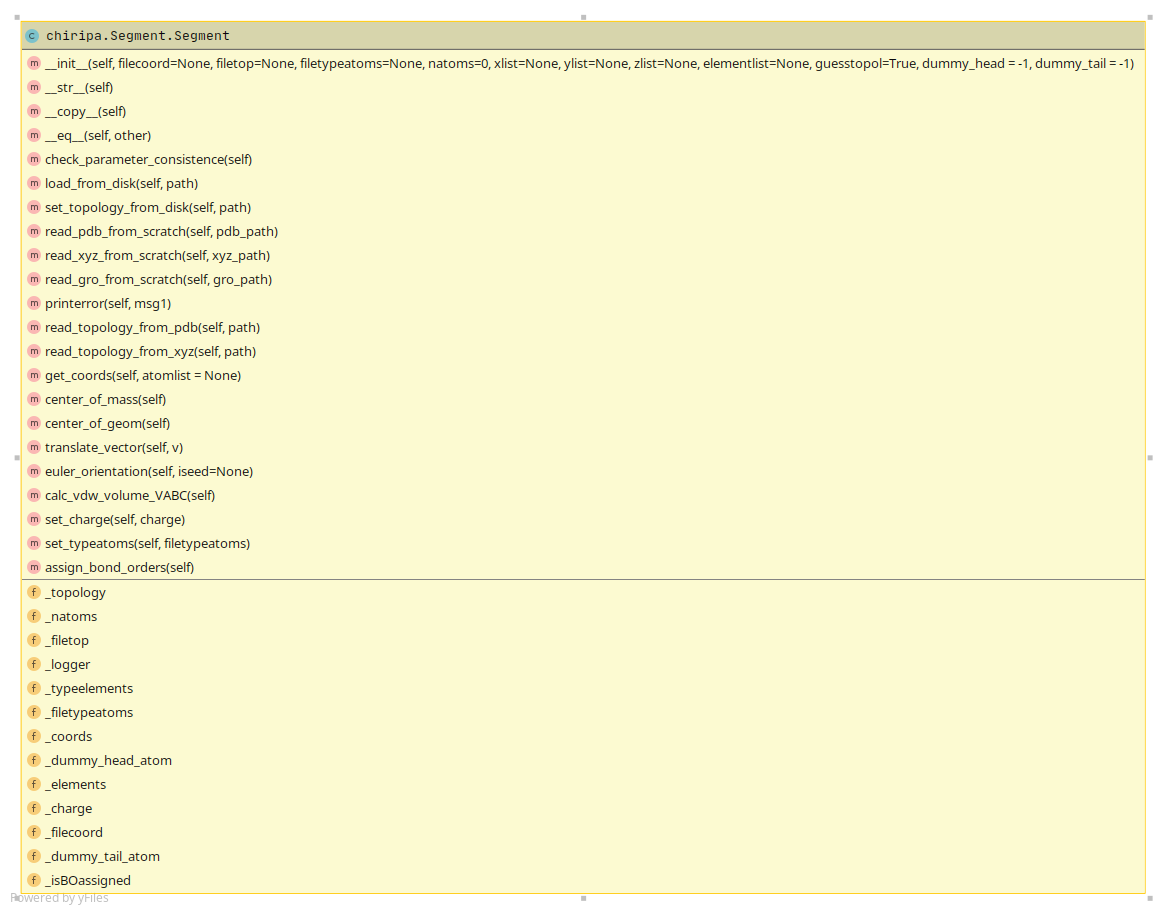 C chiripa.Segment.Segment
m __init__(self, filecoord=None, filetop=None, filetypeatoms=None, natoms=0, xlist=None, ylist=None, zlist=None, elementlist=None, guesstopol=True, dummy_head = -1, dummy_tail = -1)
m __str__(self)
m __copy__(self)
m __eq__(self, other)
m check_parameter_consistence(self)
m load_from_disk(self, path)
m set_topology_from_disk(self, path)
m read_pdb_from_scratch(self, pdb_path)
m read_xyz_from_scratch(self, xyz_path)
m read_gro_from_scratch(self, gro_path)
m printerror(self, msg1)
m read_topology_from_pdb(self, path)
m read_topology_from_xyz(self, path)
m get_coords(self, atomlist = None)
m center_of_mass(self)
m center_of_geom(self)
m translate_vector(self, v)
m euler_orientation(self, iseed=None)
m calc_vdw_volume_VABC(self)
m set_charge(self, charge)
m set_typeatoms(self, filetypeatoms)
m assign_bond_orders(self)
f _topology
f _natoms
f _filetop
f _logger
f _typeelements
f _filetypeatoms
f _coords
f _dummy_head_atom
f _elements
f _charge
f _filecoord
f _dummy_tail_atom
f _isBOassigned
Powered by yFiles